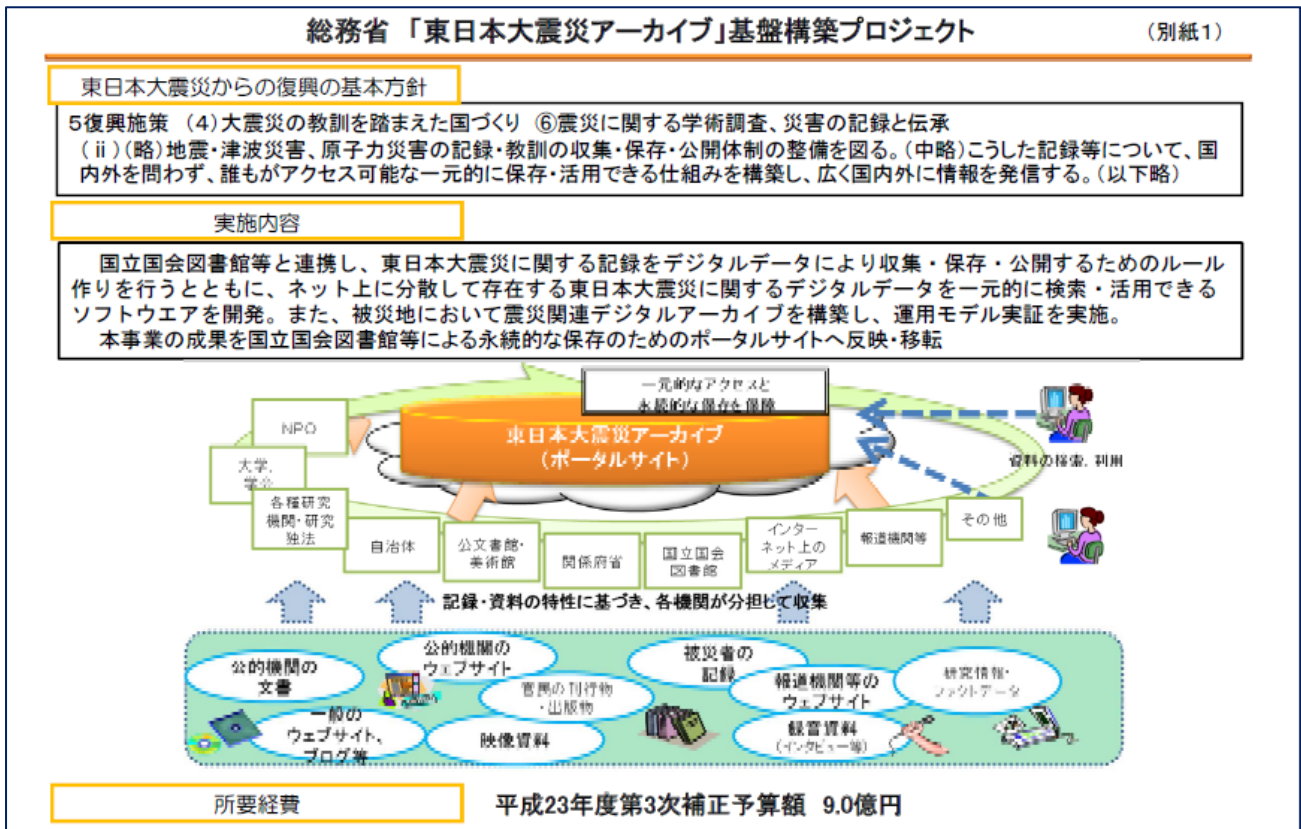 総務省 「東日本大震災アーカイブ」基盤構築プロジェクト
(別紙1)
東日本大震災からの復興の基本方針
5復興施策 (4)大震災の教訓を踏まえた国づくり ⑥震災に関する学術調査、災害の記録と伝承
(ⅱ)(略)地震・津波災害、原子力災害の記録・教訓の収集・保存・公開体制の整備を図る。(中略)こうした記録等について、国
内外を問わず、誰もがアクセス可能な一元的に保存・活用できる仕組みを構築し、広く国内外に情報を発信する。(以下略)
実施内容
国立国会図書館等と連携し、東日本大震災に関する記録をデジタルデータにより収集・保存・公開するためのルール
作りを行うとともに、ネット上に分散して存在する東日本大震災に関するデジタルデータを一元的に検索・活用できる
ソフトウエアを開発。また、被災地において震災関連デジタルアーカイブを構築し、運用モデル実証を実施。
本事業の成果を国立国会図書館等による永続的な保存のためのポータルサイトへ反映・移転
一元的なアクセスと
永続的な保存を保障
東日本大震災アーカイブ
(ポータルサイト)
資料の検索、利用
NPO
大学、
学会
各種研究
機関・研究
独法
自治体
公文書館・
美術館
関係府省
国立国会
図書館
インター
ネット上の
メディア
報道機関等
その他
記録・資料の特性に基づき、各機関が分担して収集
公的機関の
文書
公的機関の
ウェブサイト
官民の刊行物
・出版物
被災者の
記録
報道機関等の
ウェブサイト
研究情報・
ファクトデータ
一般の
ウェブサイト、
ブログ等
映像資料
録音資料
(インタビュー等)
所要経費
平成23年度第3次補正予算額 9.0億円